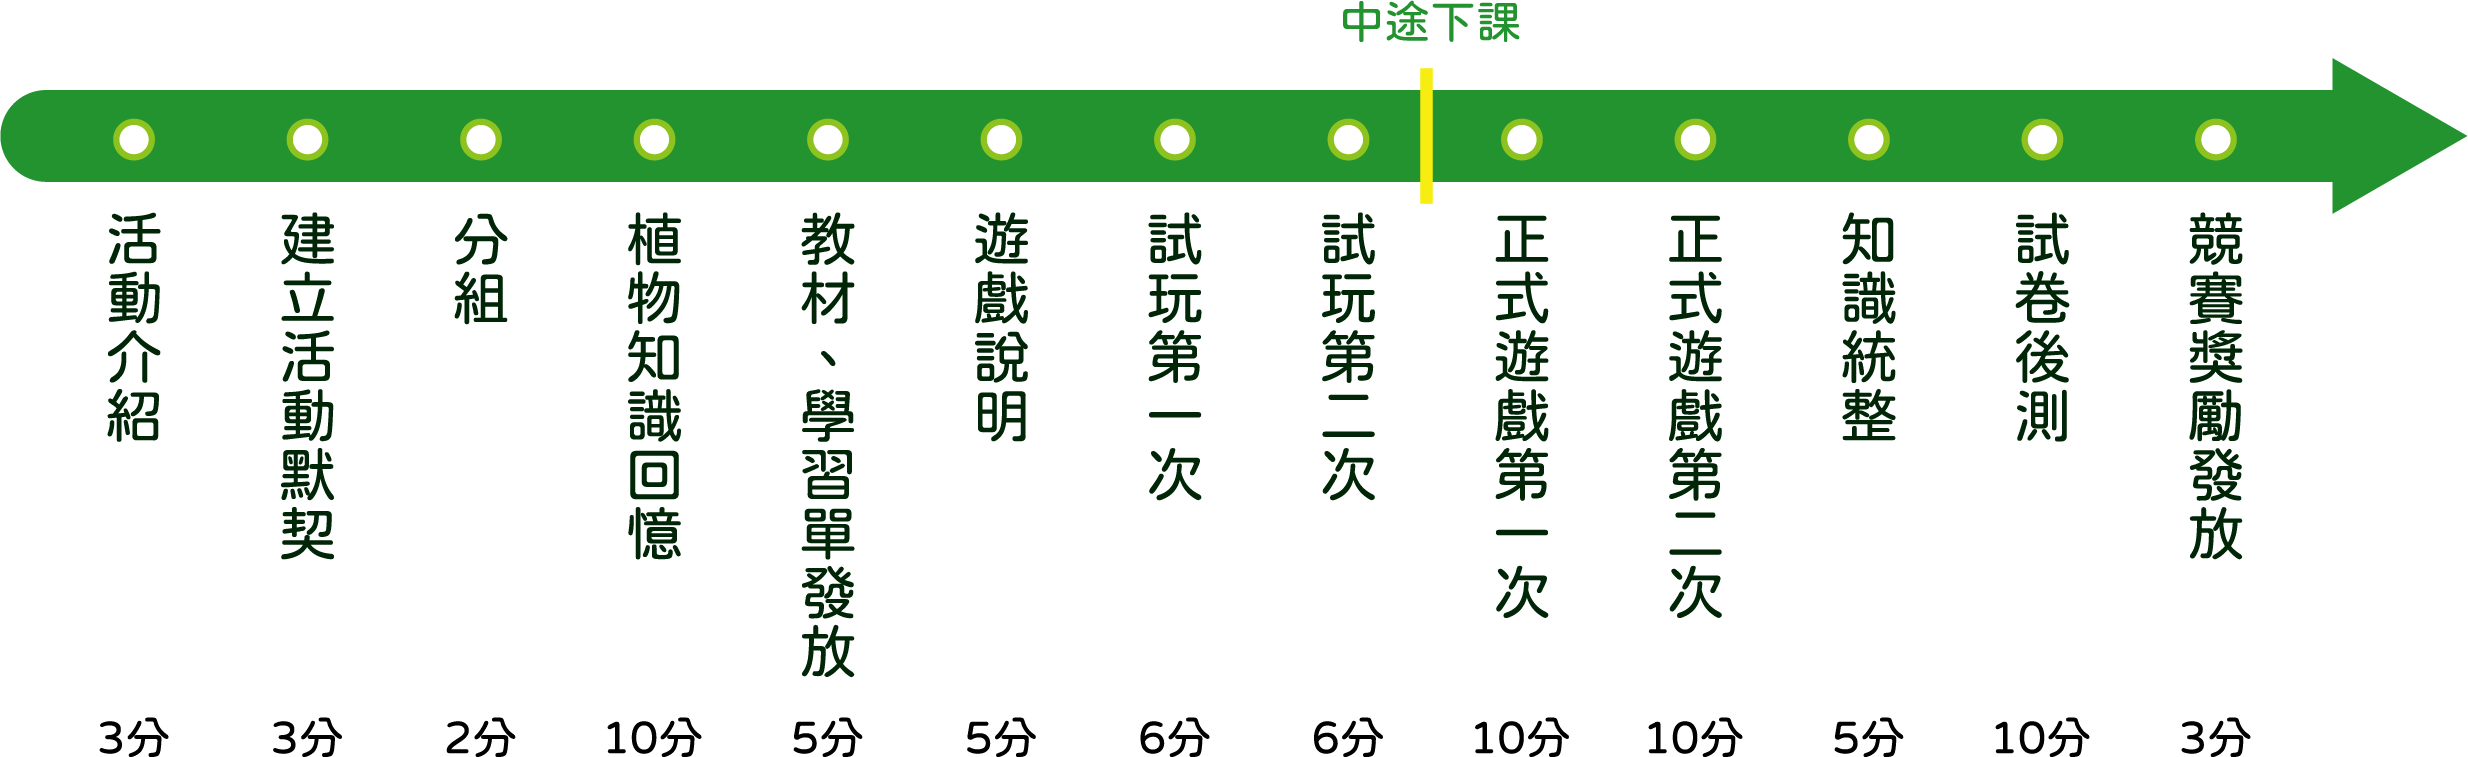 中途下課
活動介紹
建立活動默契
分組
植物知識回憶
教材、學習單發放
遊戲說明
試玩第一次
試玩第二次
正式遊戲第一次
正式遊戲第二次
知識統整
試卷後測
競賽獎勵發放
3分
3分
2分
10分
5分
5分
6分
6分
10分
10分
5分
10分
3分